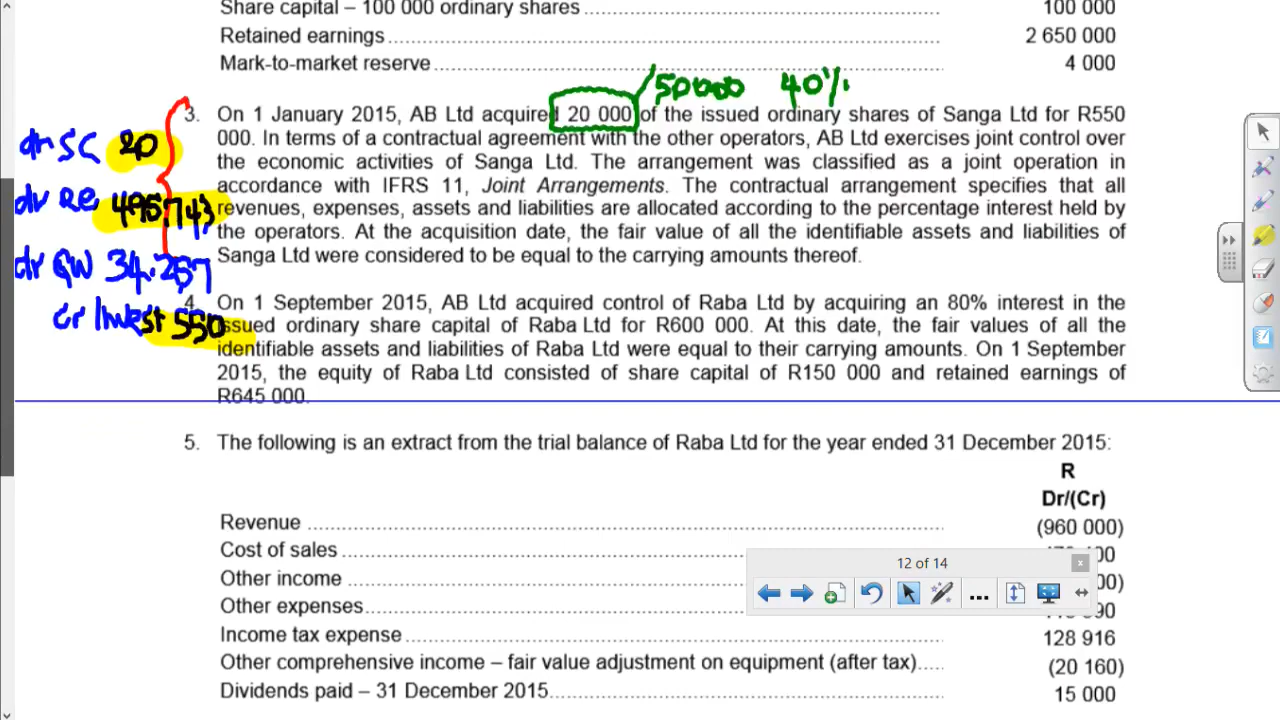 Share capital – 100 000 ordinary shares 100 000
Retained earnings 2 650 000
Mark-to-market reserve 4 000
50000 40%
3. On 1 January 2015, AB Ltd acquired 20 000 of the issued ordinary shares of Sanga Ltd for R550
000. In terms of a contractual agreement with the other operators, AB Ltd exercises joint control over
the economic activities of Sanga Ltd. The arrangement was classified as a joint operation in
accordance with IFRS 11, Joint Arrangements. The contractual arrangement specifies that all
revenues, expenses, assets and liabilities are allocated according to the percentage interest held by
the operators. At the acquisition date, the fair value of all the identifiable assets and liabilities of
Sanga Ltd were considered to be equal to the carrying amounts thereof.
dr SC 20
dr Re 495.743
dr GW 34.257
cr Invest 550
4. On 1 September 2015, AB Ltd acquired control of Raba Ltd by acquiring an 80% interest in the
issued ordinary share capital of Raba Ltd for R600 000. At this date, the fair values of all the
identifiable assets and liabilities of Raba Ltd were equal to their carrying amounts. On 1 September
2015, the equity of Raba Ltd consisted of share capital of R150 000 and retained earnings of
R645 000.
5. The following is an extract from the trial balance of Raba Ltd for the year ended 31 December 2015:
R
Dr/(Cr)
Revenue (960 000)
Cost of sales
Other income
Other expenses
Income tax expense 128 916
Other comprehensive income – fair value adjustment on equipment (after tax) (20 160)
Dividends paid – 31 December 2015 15 000
12 of 14